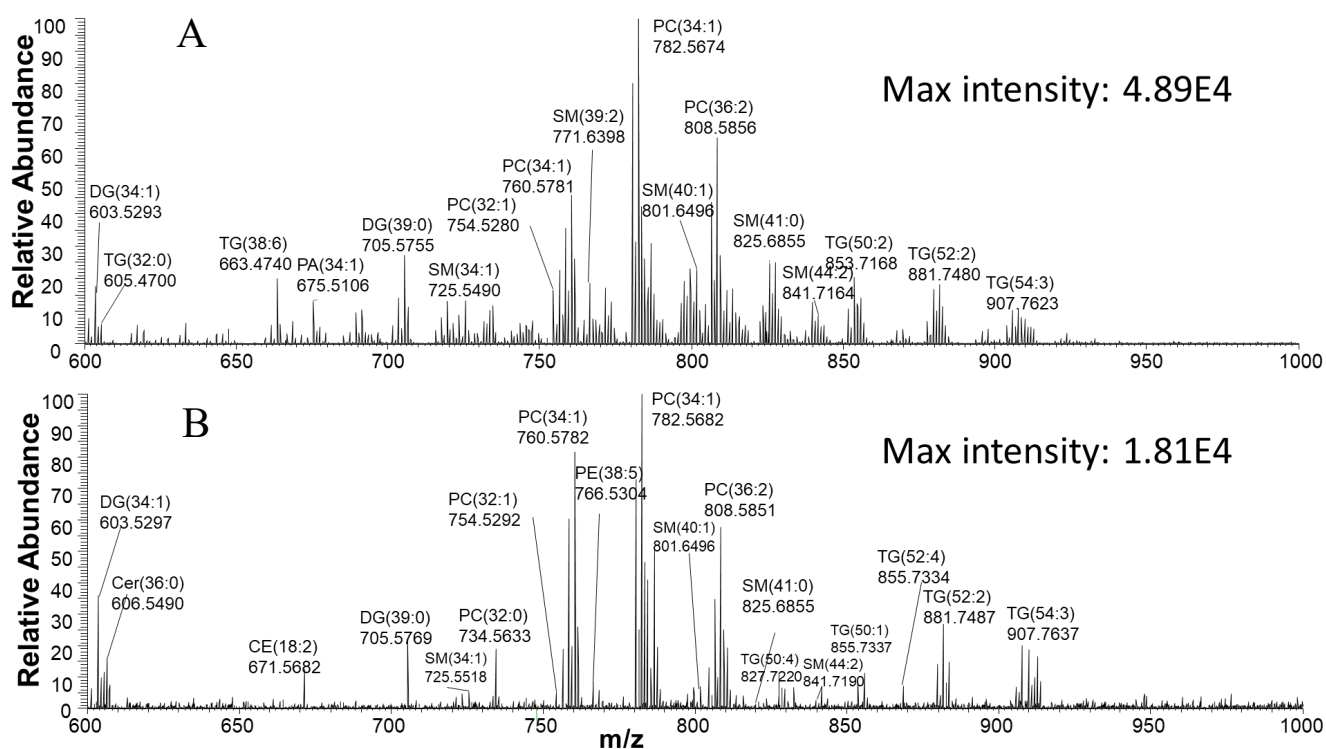 A
Max intensity: 4.89E4
Relative Abundance
100
90
80
70
60
50
40
30
20
10
0
DG(34:1)
603.5293
TG(32:0)
605.4700
TG(38:6)
663.4740
PA(34:1)
675.5106
DG(39:0)
705.5755
SM(34:1)
725.5490
PC(32:1)
754.5280
PC(34:1)
760.5781
SM(39:2)
771.6398
PC(34:1)
782.5674
PC(36:2)
808.5856
SM(40:1)
801.6496
SM(41:0)
825.6855
SM(44:2)
841.7164
TG(50:2)
853.7168
TG(52:2)
881.7480
TG(54:3)
907.7623
600 650 700 750 800 850 900 950 1000
B
Max intensity: 1.81E4
Relative Abundance
100
90
80
70
60
50
40
30
20
10
0
DG(34:1)
603.5297
Cer(36:0)
606.5490
CE(18:2)
671.5682
DG(39:0)
705.5769
SM(34:1)
725.5518
PC(32:0)
734.5633
PC(32:1)
754.5292
PC(34:1)
760.5782
PE(38:5)
766.5304
PC(34:1)
782.5682
SM(40:1)
801.6496
PC(36:2)
808.5851
SM(41:0)
825.6855
TG(50:4)
827.7220
SM(44:2)
841.7190
TG(50:1)
855.7337
TG(52:4)
855.7334
TG(52:2)
881.7487
TG(54:3)
907.7637
600 650 700 750 800 850 900 950 1000
m/z